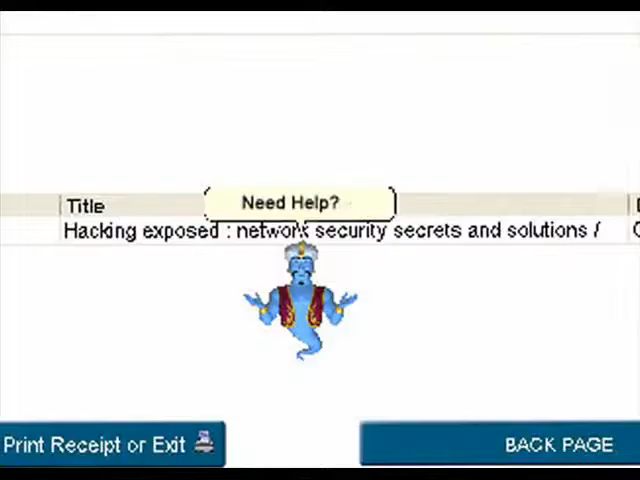 Need Help?
Title
Hacking exposed : network security secrets and solutions /
Print Receipt or Exit
BACK PAGE